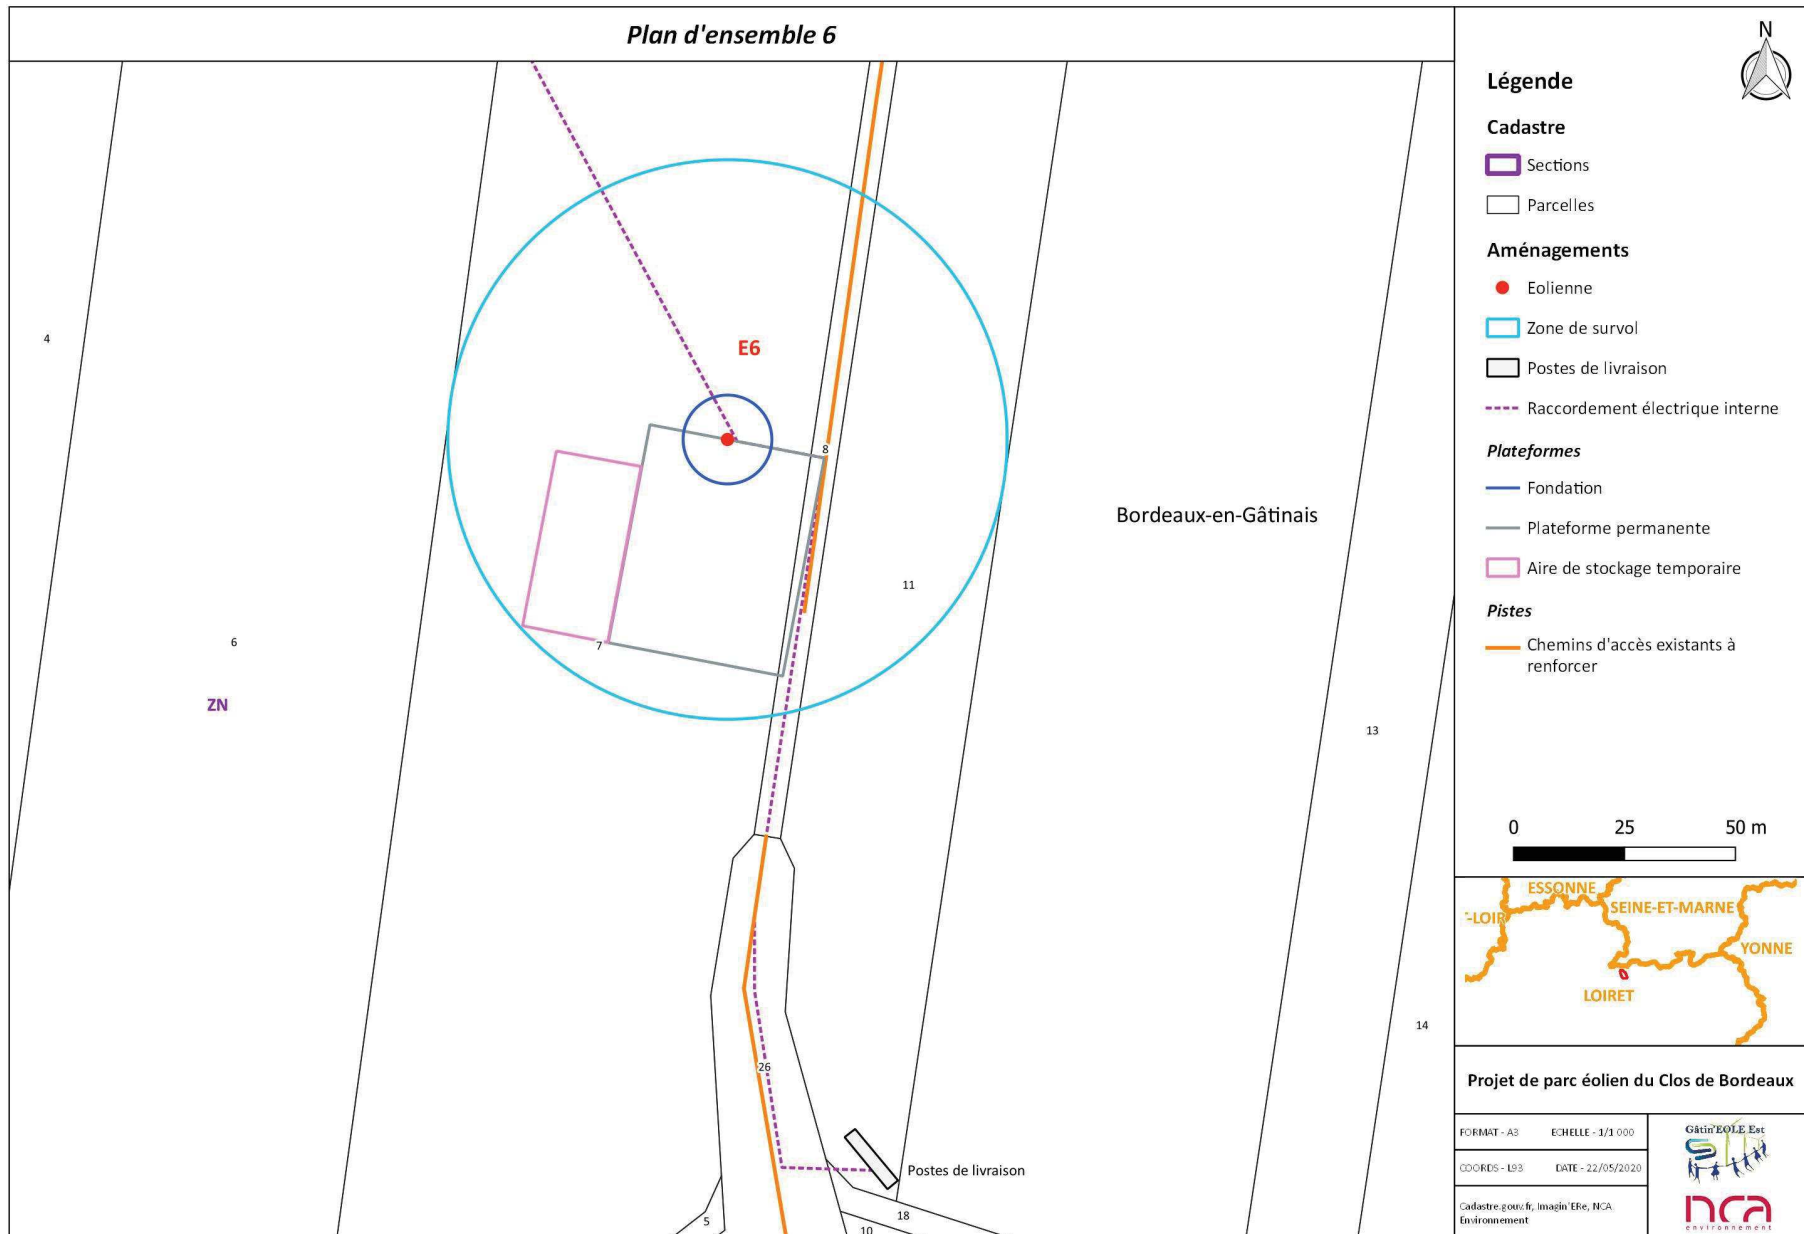 Plan d'ensemble 6
4
6
ZN
E6
8
7
11
Bordeaux-en-Gâtinais
13
14
26
Postes de livraison
5
18
10
N
Légende
Cadastre
Sections
Parcelles
Aménagements
Eolienne
Zone de survol
Postes de livraison
Raccordement électrique interne
Plateformes
Fondation
Plateforme permanente
Aire de stockage temporaire
Pistes
Chemins d'accès existants à
renforcer
0 25 50 m
ESSONNE
T-LOIR
SEINE-ET-MARNE
YONNE
LOIRET
Projet de parc éolien du Clos de Bordeaux
FORMAT - A3 ECHELLE - 1/1 000
COORDS - L93 DATE - 22/05/2020
Cadastre.gouv.fr, Imagin'ERe, NCA
Environnement
Gâtin'EOLE Est
nca
environnement